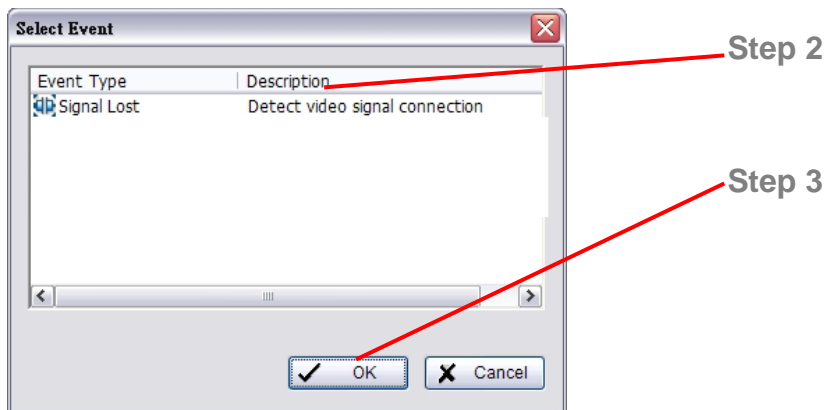 Select Event
Step 2
Event Type Description
Signal Lost Detect video signal connection
Step 3
OK Cancel